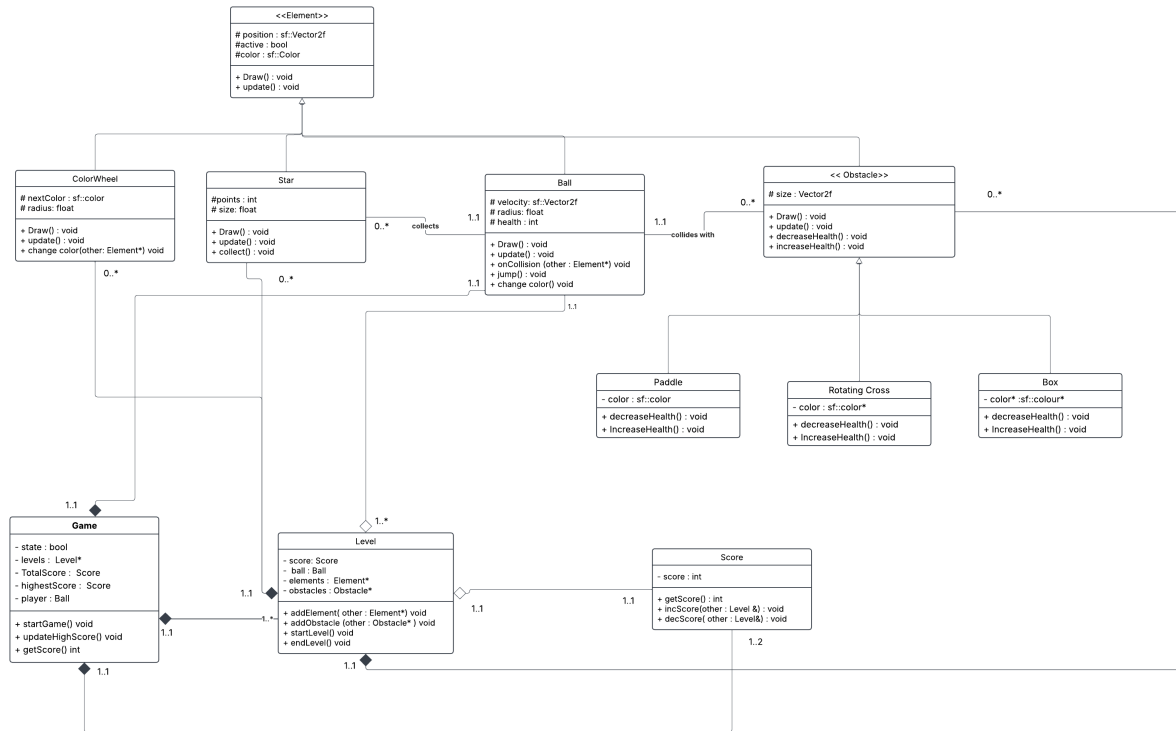 <<Element>>
# position : sf::Vector2f
#active : bool
#color : sf::Color
+ Draw() : void
+ update() : void
ColorWheel
# nextColor : sf::color
# radius: float
+ Draw() : void
+ update() : void
+ change color(other: Element*) void
0..*
Star
#points : int
# size: float
+ Draw() : void
+ update() : void
+ collect() : void
0..*
collects
0..*
1..1
Ball
# velocity: sf::Vector2f
# radius: float
# health : int
+ Draw() : void
+ update() : void
+ onCollision (other : Element*) void
+ jump() : void
+ change color() void
1..1
1..1
1..1
collides with
0..*
<< Obstacle>>
# size : Vector2f
+ Draw() : void
+ update() : void
+ decreaseHealth() : void
+ increaseHealth() : void
0..*
Paddle
- color : sf::color
+ decreaseHealth() : void
+ IncreaseHealth() : void
Rotating Cross
- color : sf::color*
+ decreaseHealth() : void
+ IncreaseHealth() : void
Box
- color* :sf::colour*
+ decreaseHealth() : void
+ IncreaseHealth() : void
1..1
Game
- state : bool
- levels : Level*
- TotalScore : Score
- highestScore : Score
- player : Ball
+ startGame() : void
+ updateHighScore() : void
+ getScore() int
1..1
1..1
1..*
1..1
1..*
Level
- score: Score
- ball : Ball
- elements : Element*
- obstacles : Obstacle*
+ addElement( other : Element*) void
+ addObstacle (other : Obstacle* ) void
+ startLevel() : void
+ endLevel() : void
1..1
1..1
1..1
Score
- score : int
+ getScore() : int
+ incScore(other : Level &) : void
+ decScore( other : Level&) : void
1..2